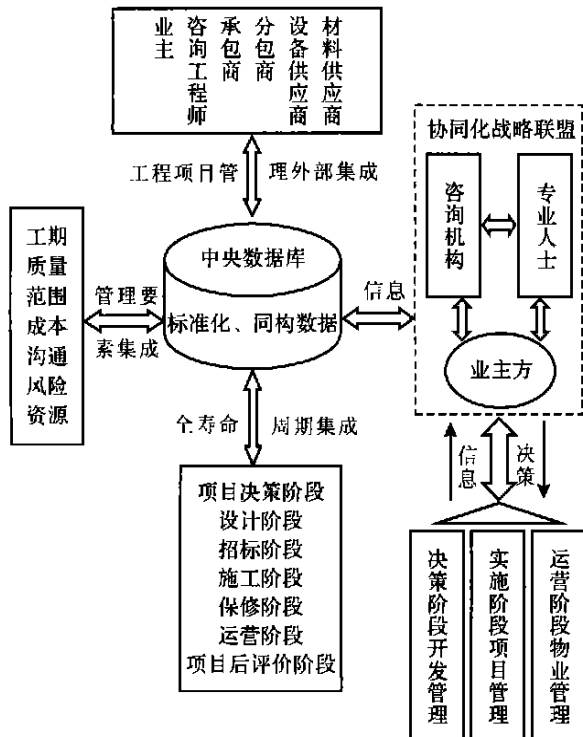 业主
咨询工程师
承包商
分包商
设备供应商
材料供应商
工程项目管 理外部集成
协同化战略联盟
咨询机构
专业人士
业主方
工期
质量
范围
成本
沟通
风险
资源
管理要
素集成
中央数据库
标准化、同构数据
信息
全寿命 周期集成
信息
决策
项目决策阶段
设计阶段
招标阶段
施工阶段
保修阶段
运营阶段
项目后评价阶段
决策阶段开发管理
实施阶段项目管理
运营阶段物业管理